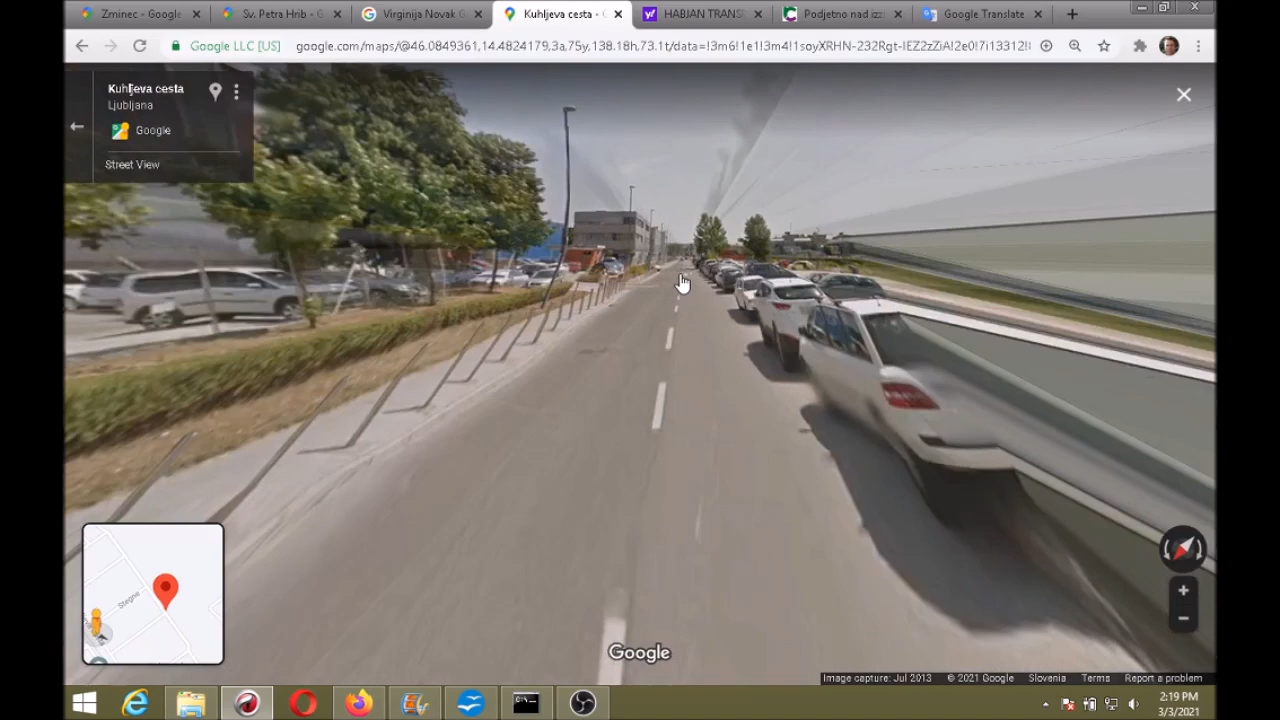 Zminec - Google
Sv. Petra Hrib - G
Virginija Novak G
Kuhljeva cesta - G
HABJAN TRANS
Podjetno nad izz
Google Translate
Google LLC [US]
google.com/maps/@46.0849361,14.4824179,3a,75y,138.18h,73.1t/data=!3m6!1e1!3m4!1soyXRHN-232Rgt-IEZ2zZiA!2e0!7i13312!8
Kuhljeva cesta
Ljubljana
Google
Street View
Stegne
Google
Image capture: Jul 2013 © 2021 Google Slovenia Terms Report a problem
2:19 PM
3/3/2021